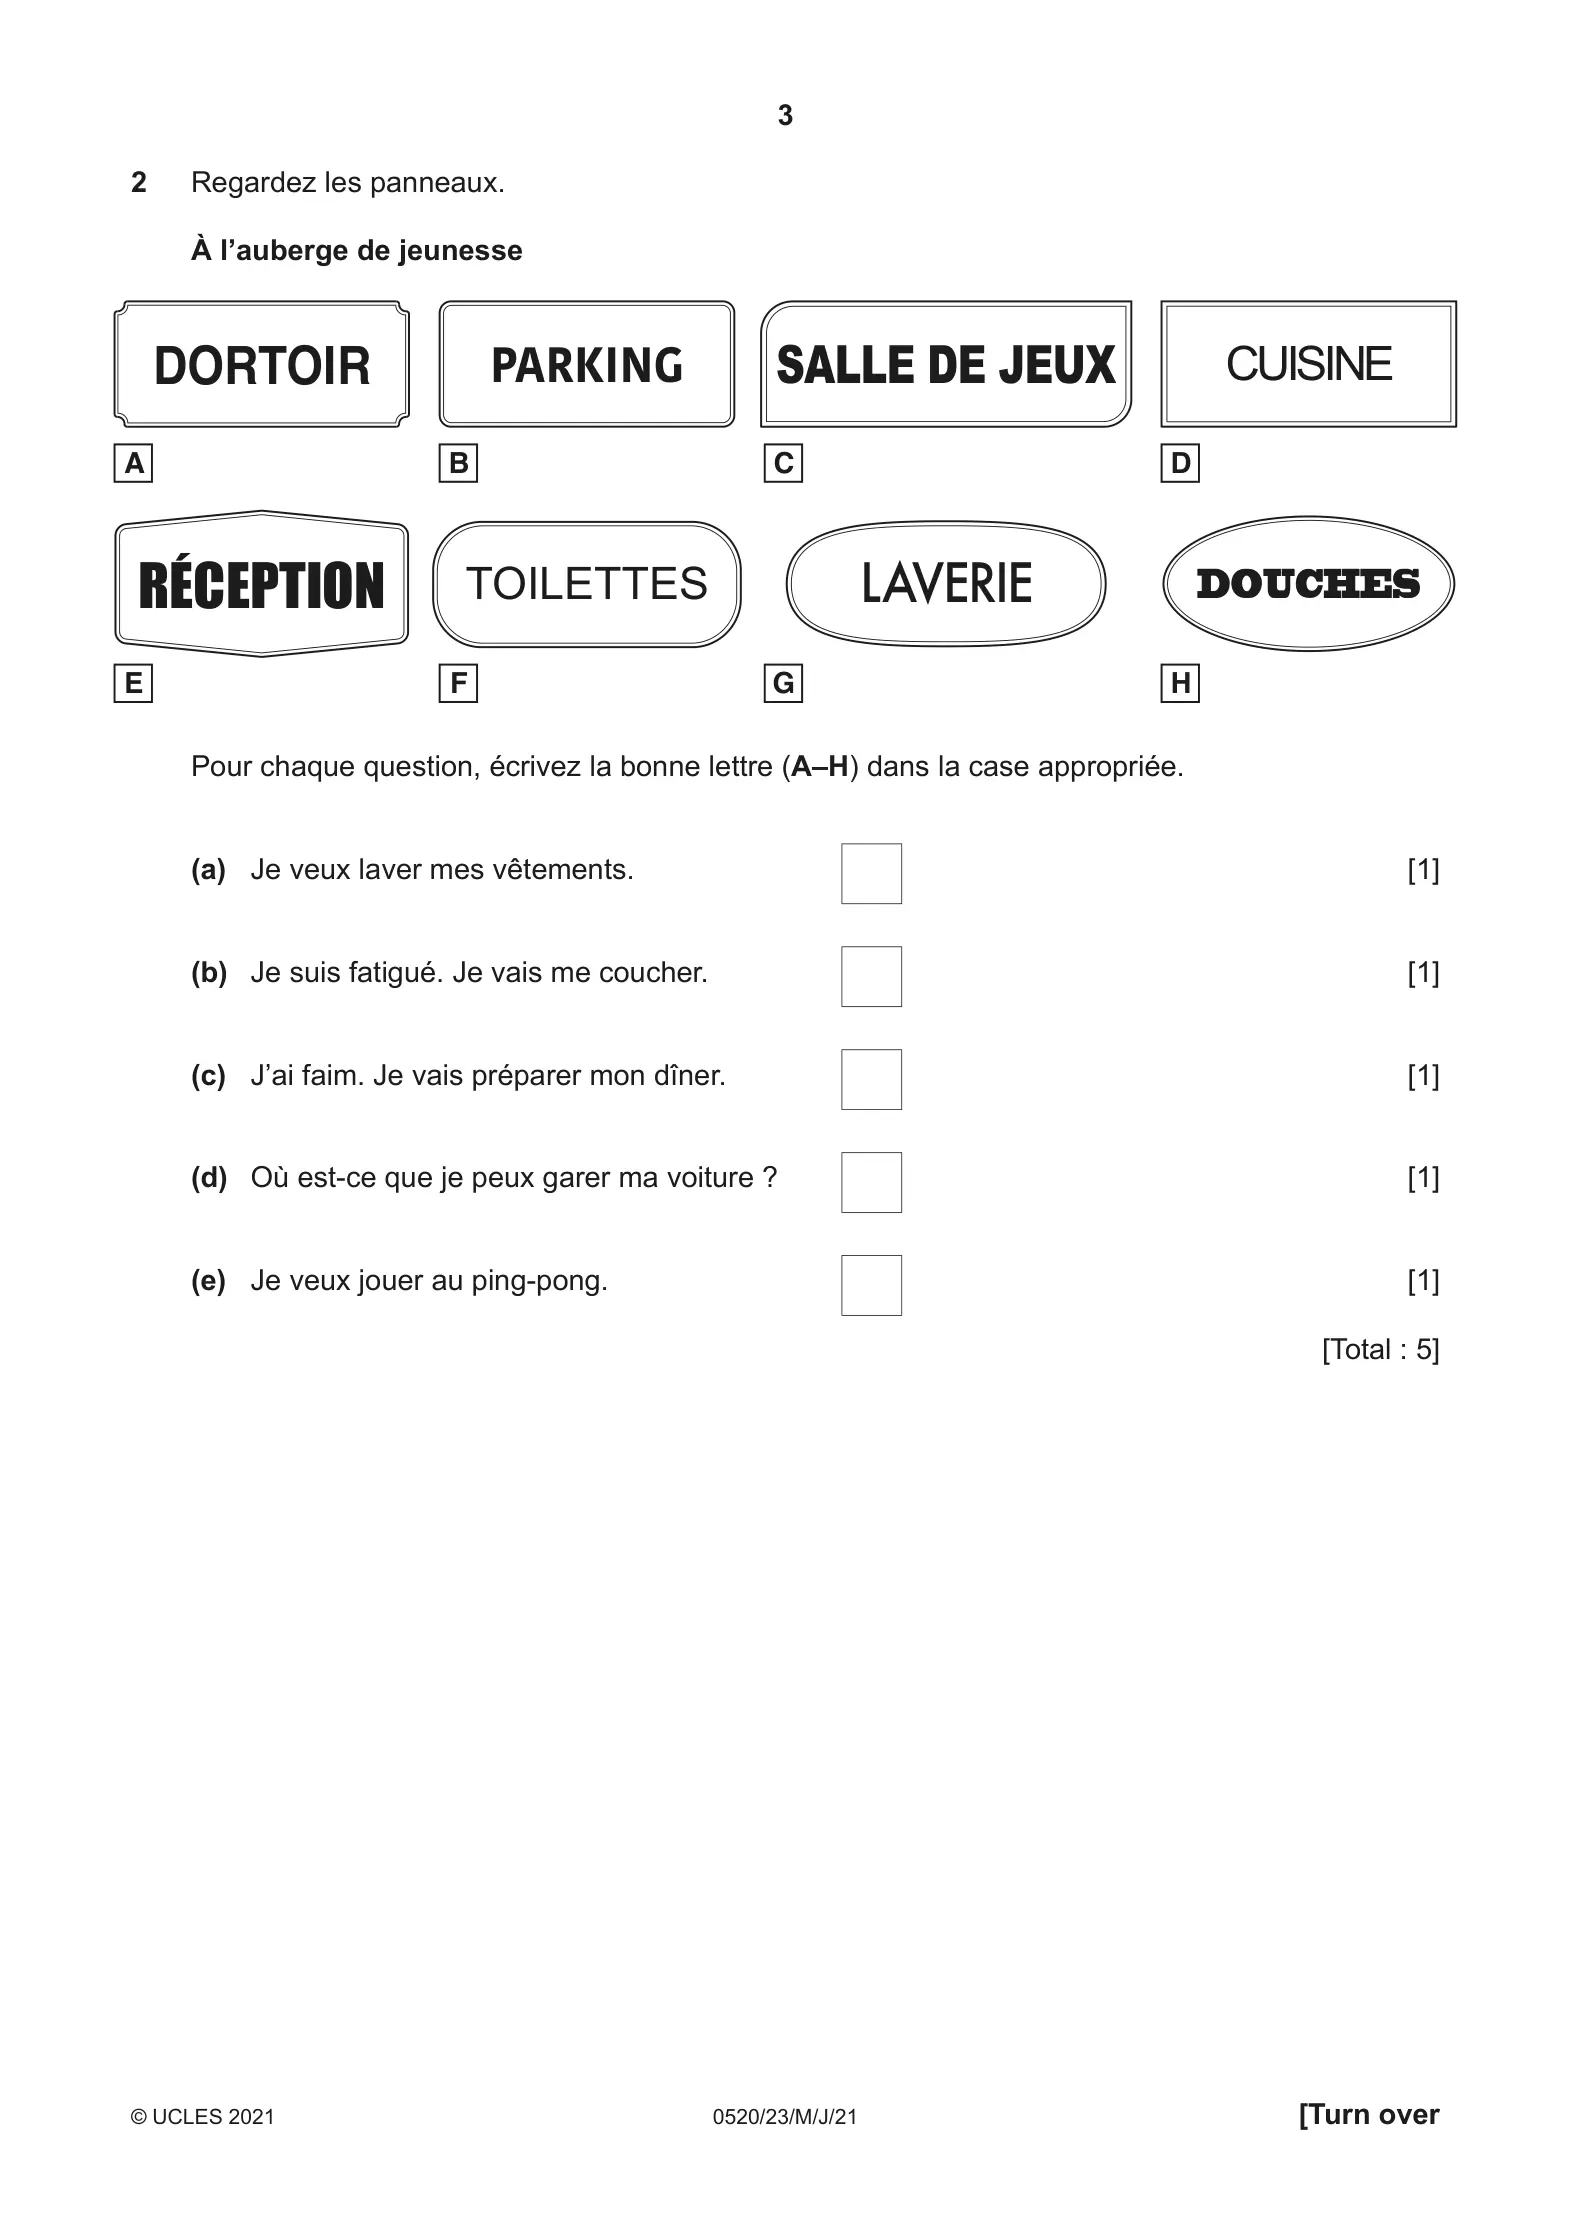 3
2 Regardez les panneaux.
À l’auberge de jeunesse
DORTOIR PARKING SALLE DE JEUX CUISINE
A B C D
RÉCEPTION TOILETTES LAVERIE DOUCHES
E F G H
Pour chaque question, écrivez la bonne lettre (A–H) dans la case appropriée.
(a) Je veux laver mes vêtements. [1]
(b) Je suis fatigué. Je vais me coucher. [1]
(c) J’ai faim. Je vais préparer mon dîner. [1]
(d) Où est-ce que je peux garer ma voiture ? [1]
(e) Je veux jouer au ping-pong. [1]
[Total : 5]
© UCLES 2021 0520/23/M/J/21 [Turn over